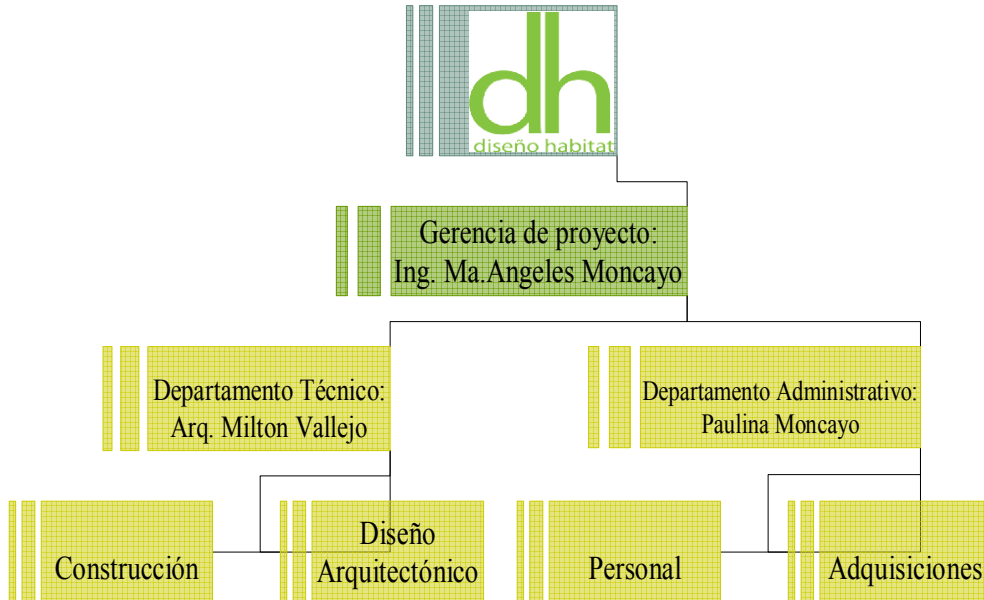 dh
diseño habitat
Gerencia de proyecto:
Ing. Ma.Angeles Moncayo
Departamento Técnico:
Arq. Milton Vallejo
Departamento Administrativo:
Paulina Moncayo
Construcción
Diseño
Arquitectónico
Personal
Adquisiciones